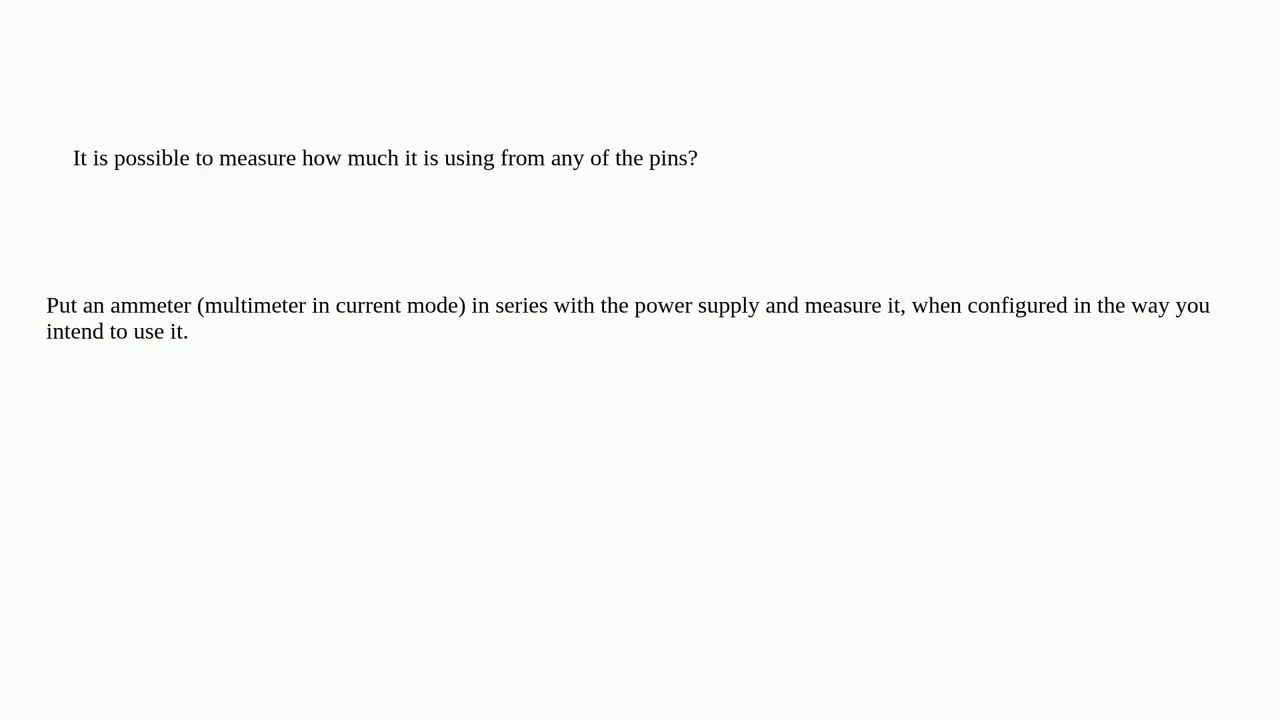 It is possible to measure how much it is using from any of the pins?
Put an ammeter (multimeter in current mode) in series with the power supply and measure it, when configured in the way you
intend to use it.